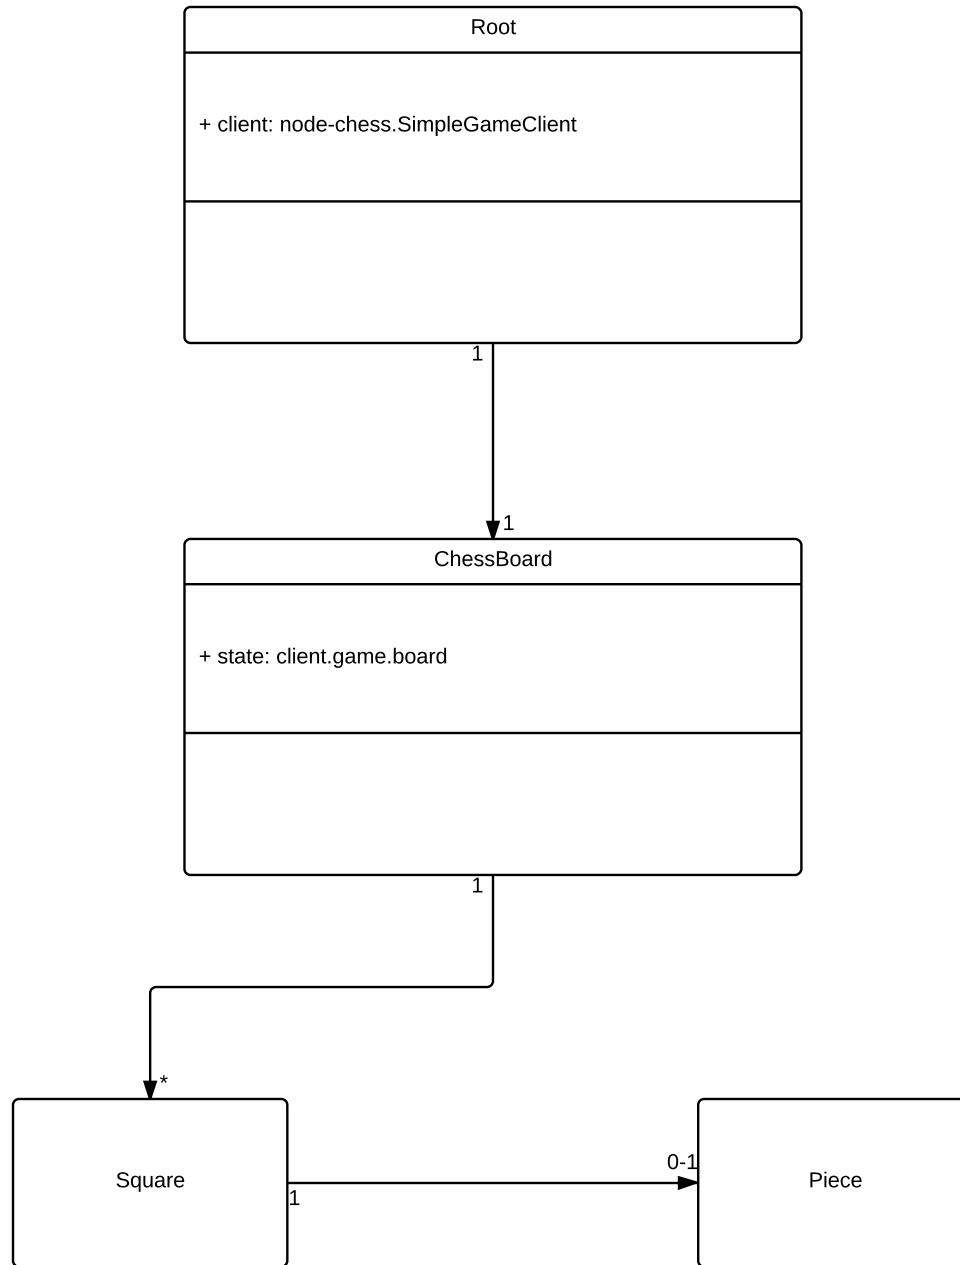 Root
+ client: node-chess.SimpleGameClient
1
1
ChessBoard
+ state: client.game.board
1
*
Square
1
0-1
Piece